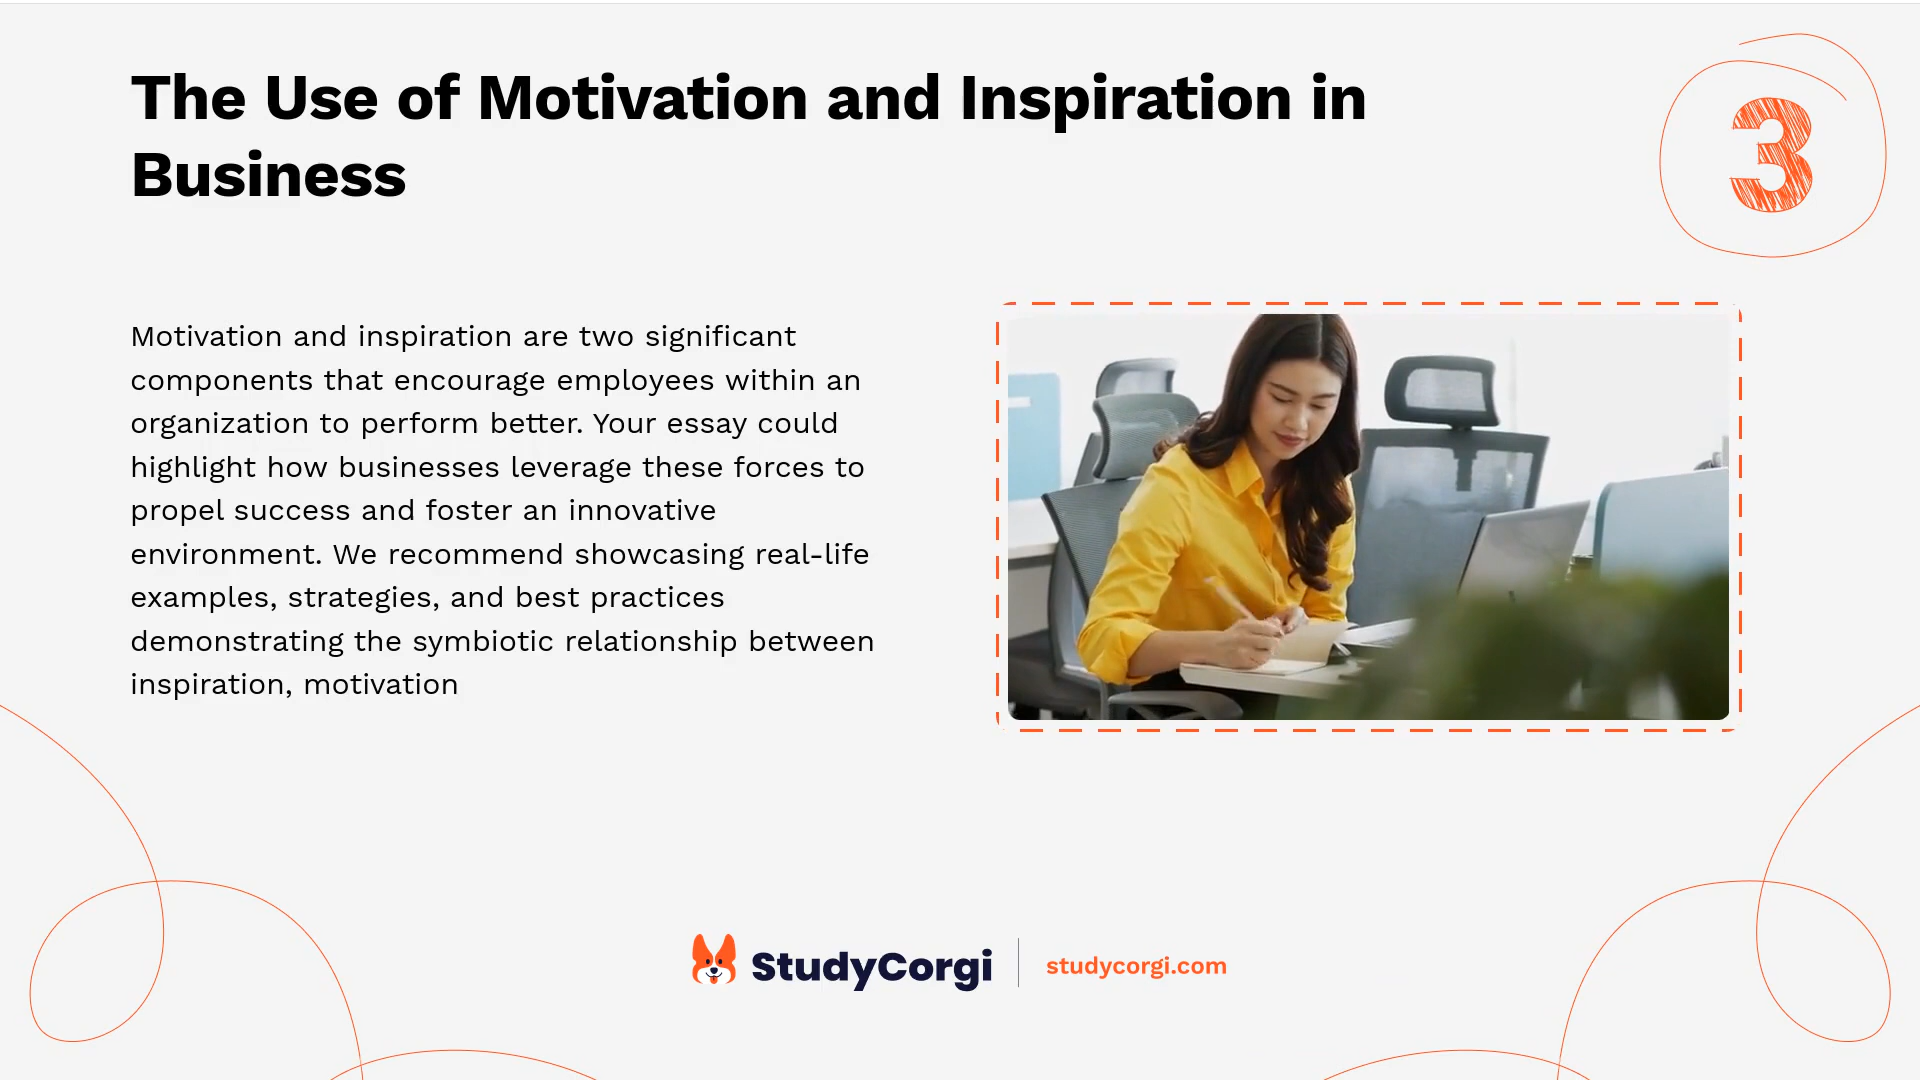 The Use of Motivation and Inspiration in
Business
3
Motivation and inspiration are two significant
components that encourage employees within an
organization to perform better. Your essay could
highlight how businesses leverage these forces to
propel success and foster an innovative
environment. We recommend showcasing real-life
examples, strategies, and best practices
demonstrating the symbiotic relationship between
inspiration, motivation
StudyCorgi
studycorgi.com